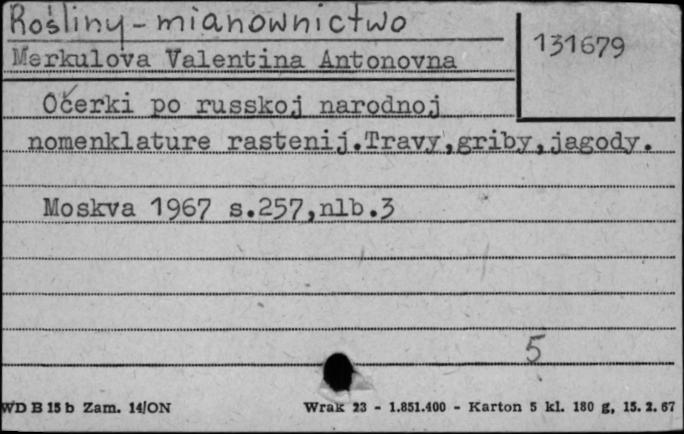 Rośliny - mianownictwo
131679
Merkulova Valentina Antonovna
Očerki po russkoj narodnoj
nomenklature rastenij.Travy,griby,jagody.
Moskva 1967 s.257,nlb.3
5
WD B 15 b Zam. 14/ON Wrak 23 - 1.851.400 - Karton 5 kl. 180 g, 15. 2. 67